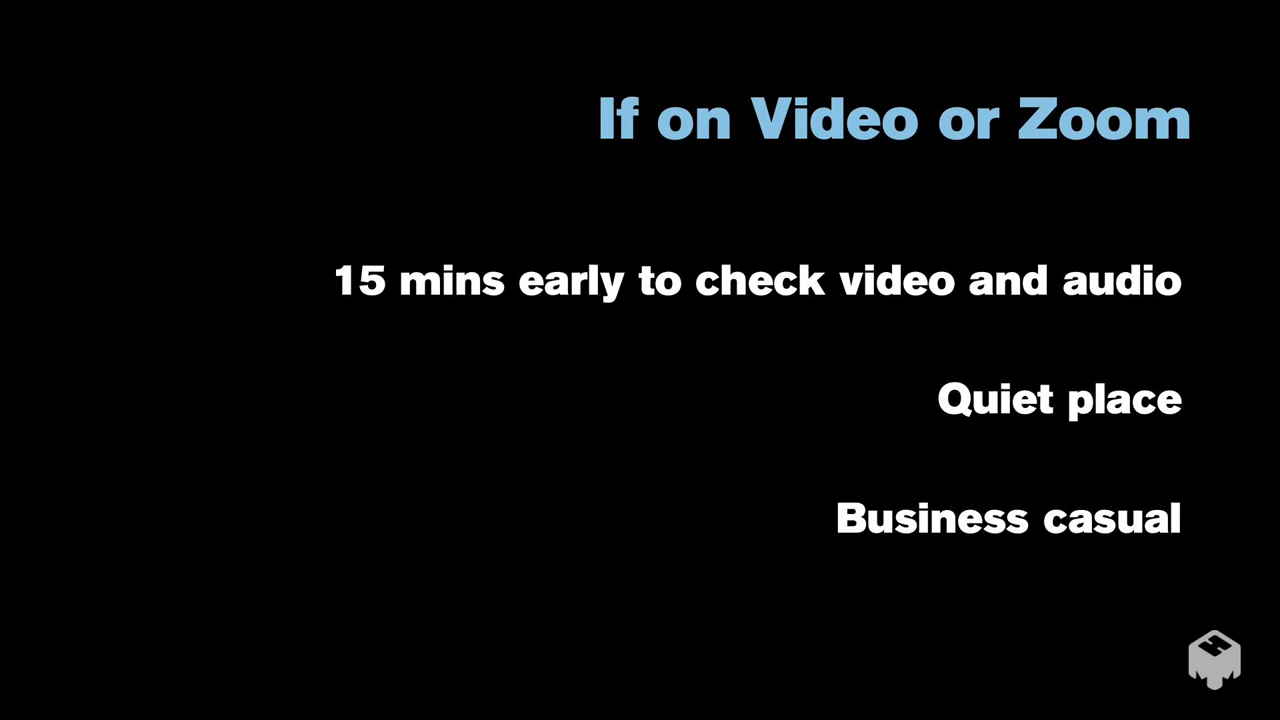 If on Video or Zoom
15 mins early to check video and audio
Quiet place
Business casual